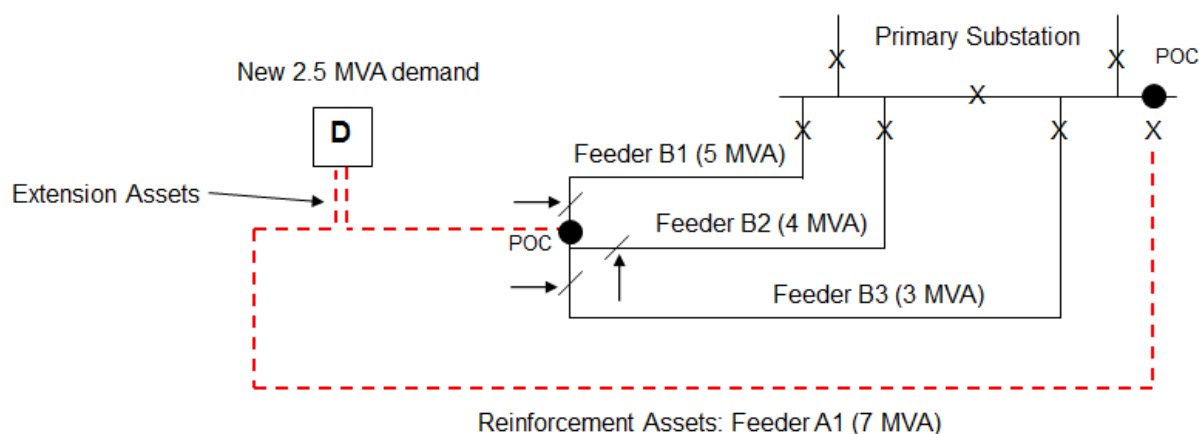 Primary Substation
POC
New 2.5 MVA demand
X
X
X
D
X
X
X
X
Feeder B1 (5 MVA)
Extension Assets
Feeder B2 (4 MVA)
POC
Feeder B3 (3 MVA)
Reinforcement Assets: Feeder A1 (7 MVA)